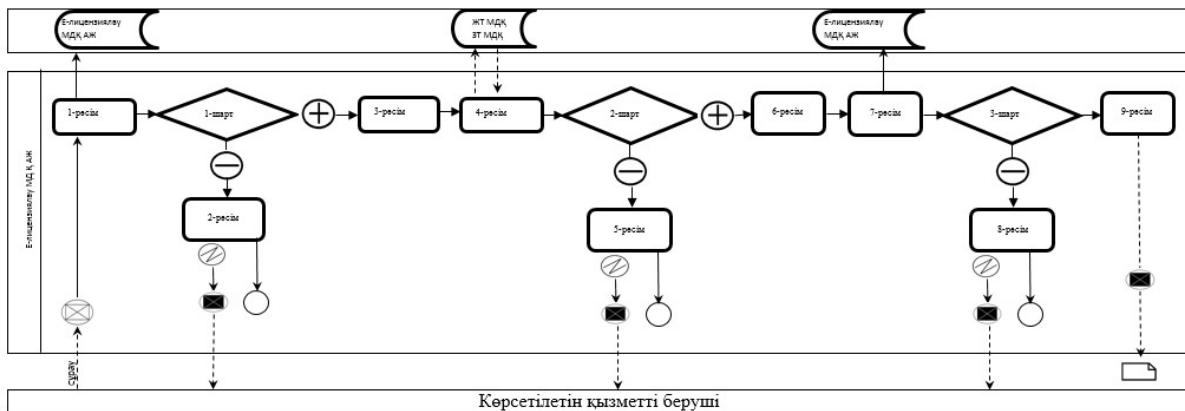 Е-лицензиялау
МДҚ АЖ
ЖТ МДҚ
ЗТ МДҚ
Е-лицензиялау
МДҚ АЖ
1-рәсім
1-шарт
3-рәсім
4-рәсім
2-шарт
6-рәсім
7-рәсім
3-шарт
9-рәсім
2-рәсім
5-рәсім
8-рәсім
Е-лицензиялау МДҚ АЖ
сұрау
Көрсетілетін қызметті беруші